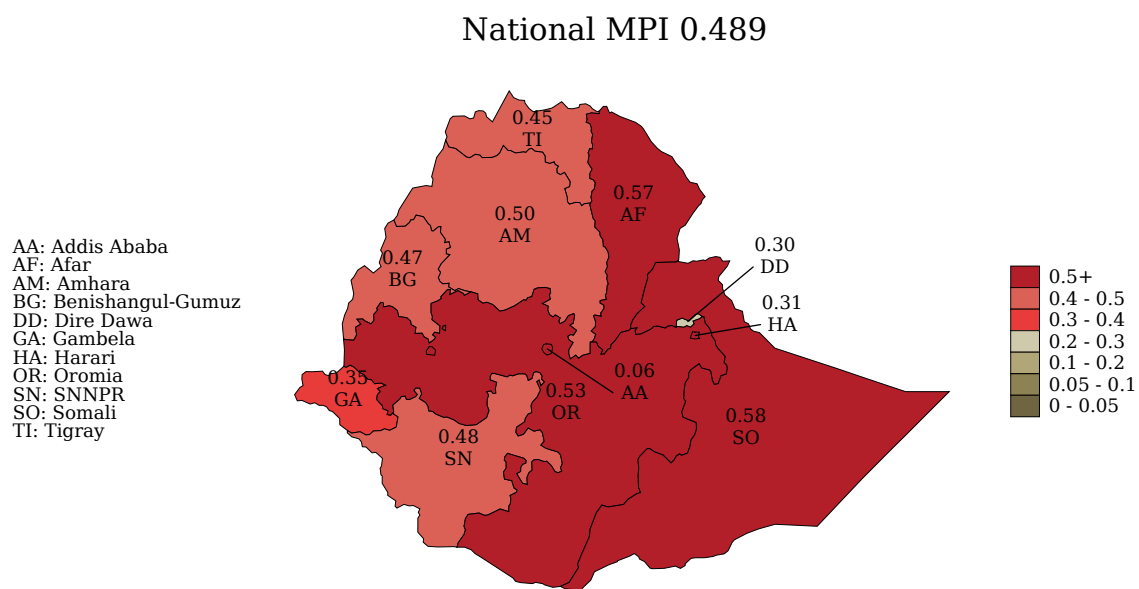 National MPI 0.489
0.45
TI
0.57
AF
0.50
AM
0.47
BG
0.30
DD
0.31
HA
0.35
GA
0.53
OR
0.06
AA
0.58
SO
0.48
SN
AA: Addis Ababa
AF: Afar
AM: Amhara
BG: Benishangul-Gumuz
DD: Dire Dawa
GA: Gambela
HA: Harari
OR: Oromia
SN: SNNPR
SO: Somali
TI: Tigray
0.5+
0.4 - 0.5
0.3 - 0.4
0.2 - 0.3
0.1 - 0.2
0.05 - 0.1
0 - 0.05